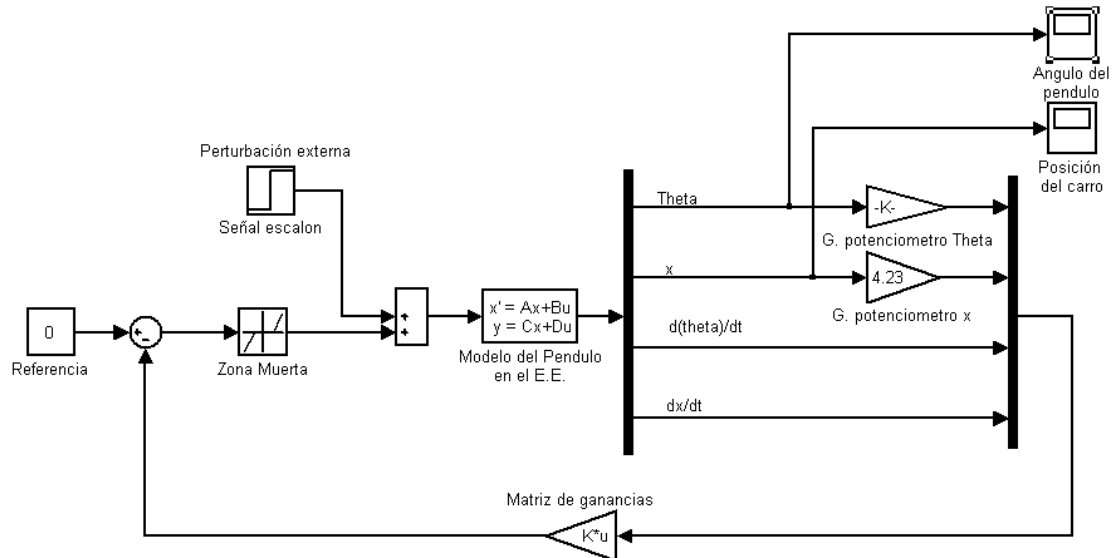 Angulo del
pendulo
Perturbación externa
Señal escalon
Posición
del carro
Theta
-K-
G. potenciometro Theta
x
4.23
G. potenciometro x
+
+
x' = Ax+Bu
y = Cx+Du
Modelo del Pendulo
en el E.E.
0
Referencia
+
-
Zona Muerta
d(theta)/dt
dx/dt
Matriz de ganancias
K*u